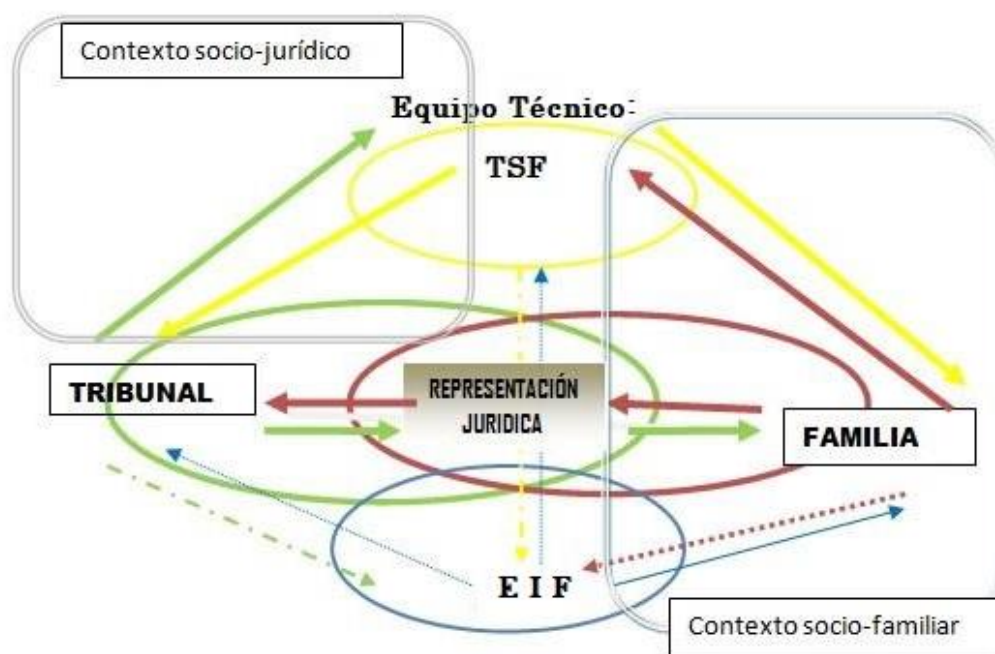 Contexto socio-jurídico
Equipo Técnico:
TSF
TRIBUNAL
REPRESENTACIÓN
JURIDICA
FAMILIA
E I F
Contexto socio-familiar